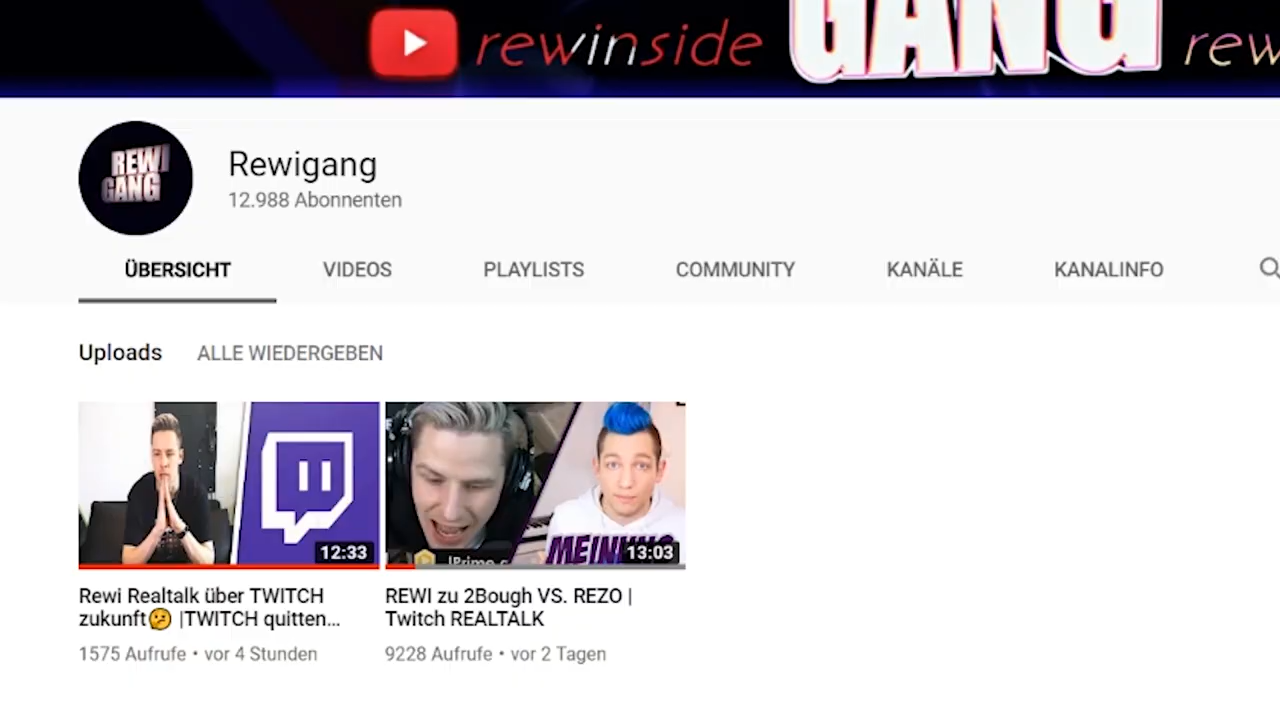 rewinside GANG rew
REWI
GANG
Rewigang
12.988 Abonnenten
ÜBERSICHT VIDEOS PLAYLISTS COMMUNITY KANÄLE KANALINFO
Uploads ALLE WIEDERGEBEN
12:33
!Prime
MEINUNG
13:03
Rewi Realtalk über TWITCH
zukunft🫤 |TWITCH quitten...
1575 Aufrufe • vor 4 Stunden
REWI zu 2Bough VS. REZO |
Twitch REALTALK
9228 Aufrufe • vor 2 Tagen